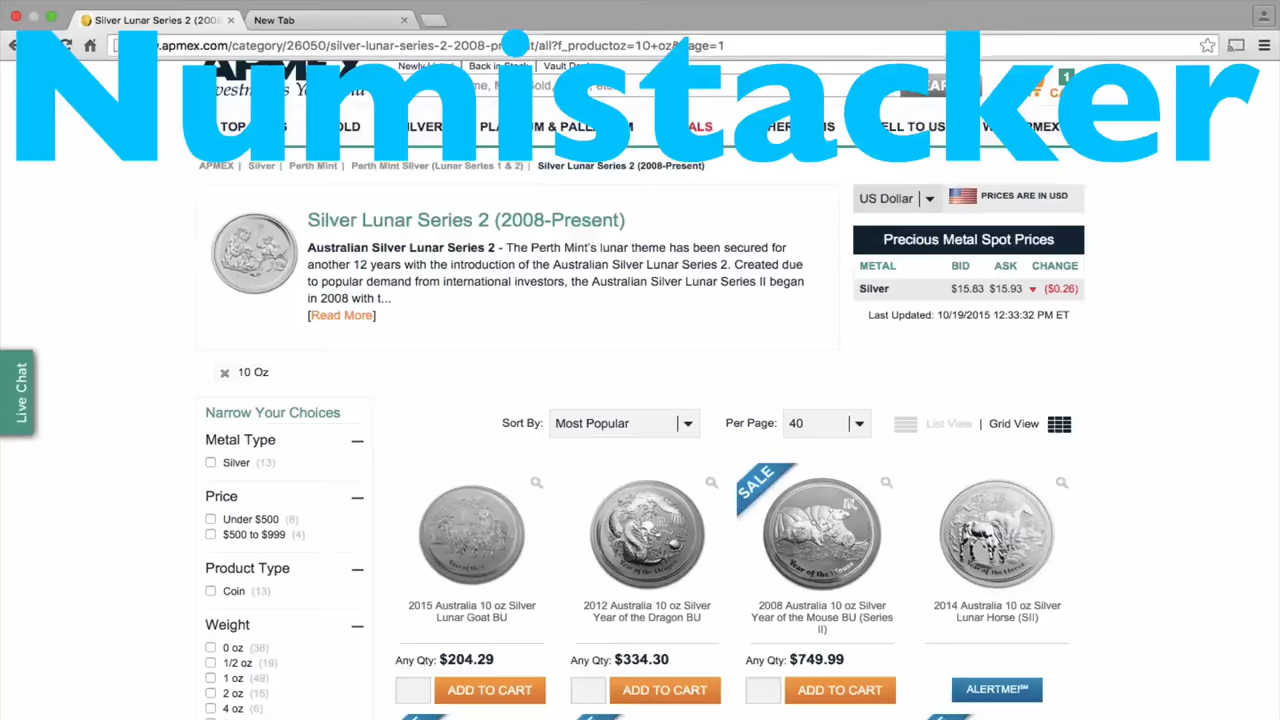 Silver Lunar Series 2 (200
New Tab
.apmex.com/category/26050/silver-lunar-series-2-2008-pr
t/all?f_productoz=10+oz
age=1
Numistacker
APMEX
Back in
Vault
TOP
SILVER
PLATINUM & PALL
US Dollar
PRICES ARE IN USD
APMEX | Silver | Perth Mint | Perth Mint Silver (Lunar Series 1 & 2) | Silver Lunar Series 2 (2008-Present)
Silver Lunar Series 2 (2008-Present)
Australian Silver Lunar Series 2 - The Perth Mint's lunar theme has been secured for
another 12 years with the introduction of the Australian Silver Lunar Series 2. Created due
to popular demand from international investors, the Australian Silver Lunar Series II began
in 2008 with t...
[Read More]
Precious Metal Spot Prices
METAL BID ASK CHANGE
Silver $15.83 $15.93 ($0.26)
Last Updated: 10/19/2015 12:33:32 PM ET
Live Chat
10 Oz
Narrow Your Choices
Metal Type
Silver (13)
Price
Under $500 (8)
$500 to $999 (4)
Product Type
Coin (13)
Weight
0 oz (38)
1/2 oz (19)
1 oz (49)
2 oz (15)
4 oz (6)
Sort By: Most Popular
Per Page: 40
List View | Grid View
2015 Australia 10 oz Silver
Lunar Goat BU
Any Qty: $204.29
ADD TO CART
2012 Australia 10 oz Silver
Year of the Dragon BU
Any Qty: $334.30
ADD TO CART
SALE
Year of the Mouse
2008 Australia 10 oz Silver
Year of the Mouse BU (Series
II)
Any Qty: $749.99
ADD TO CART
2014 Australia 10 oz Silver
Lunar Horse (SII)
ALERTME!℠